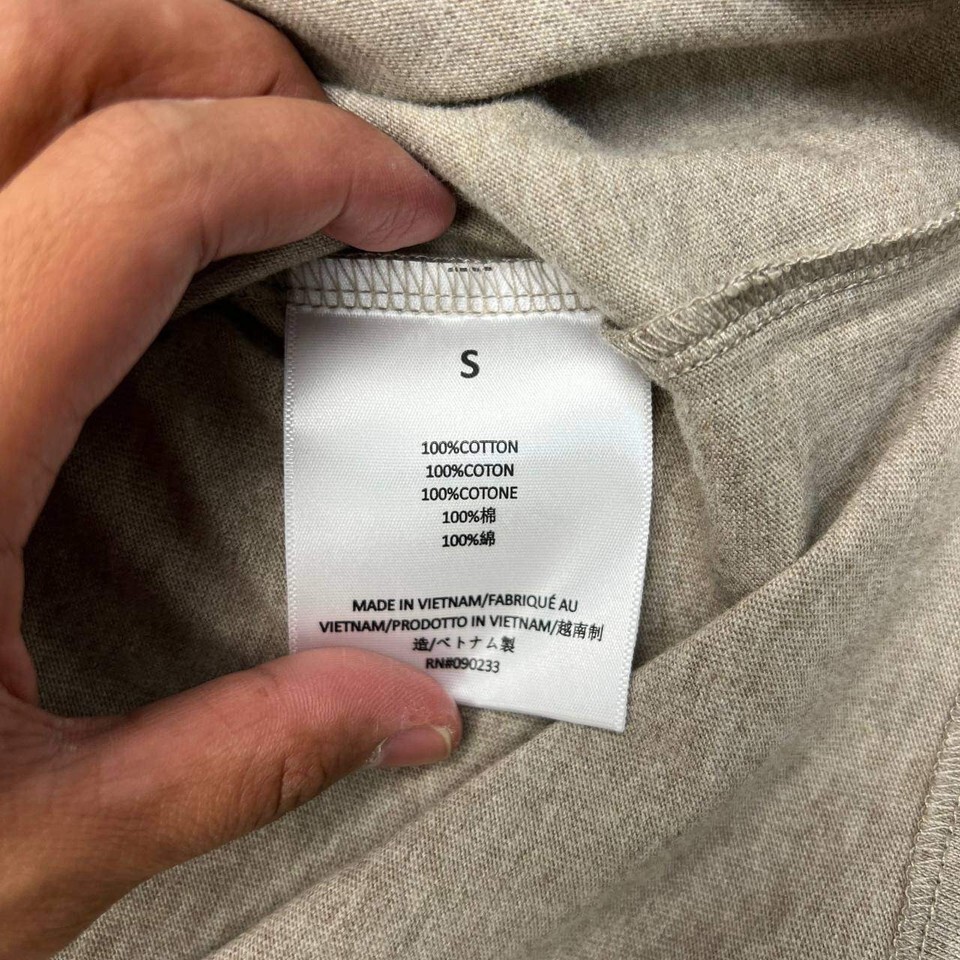 S
100%COTTON
100%COTON
100%COTONE
100%棉
100%綿
MADE IN VIETNAM/FABRIQUÉ AU
VIETNAM/PRODOTTO IN VIETNAM/越南制
造/ベトナム製
RN#090233